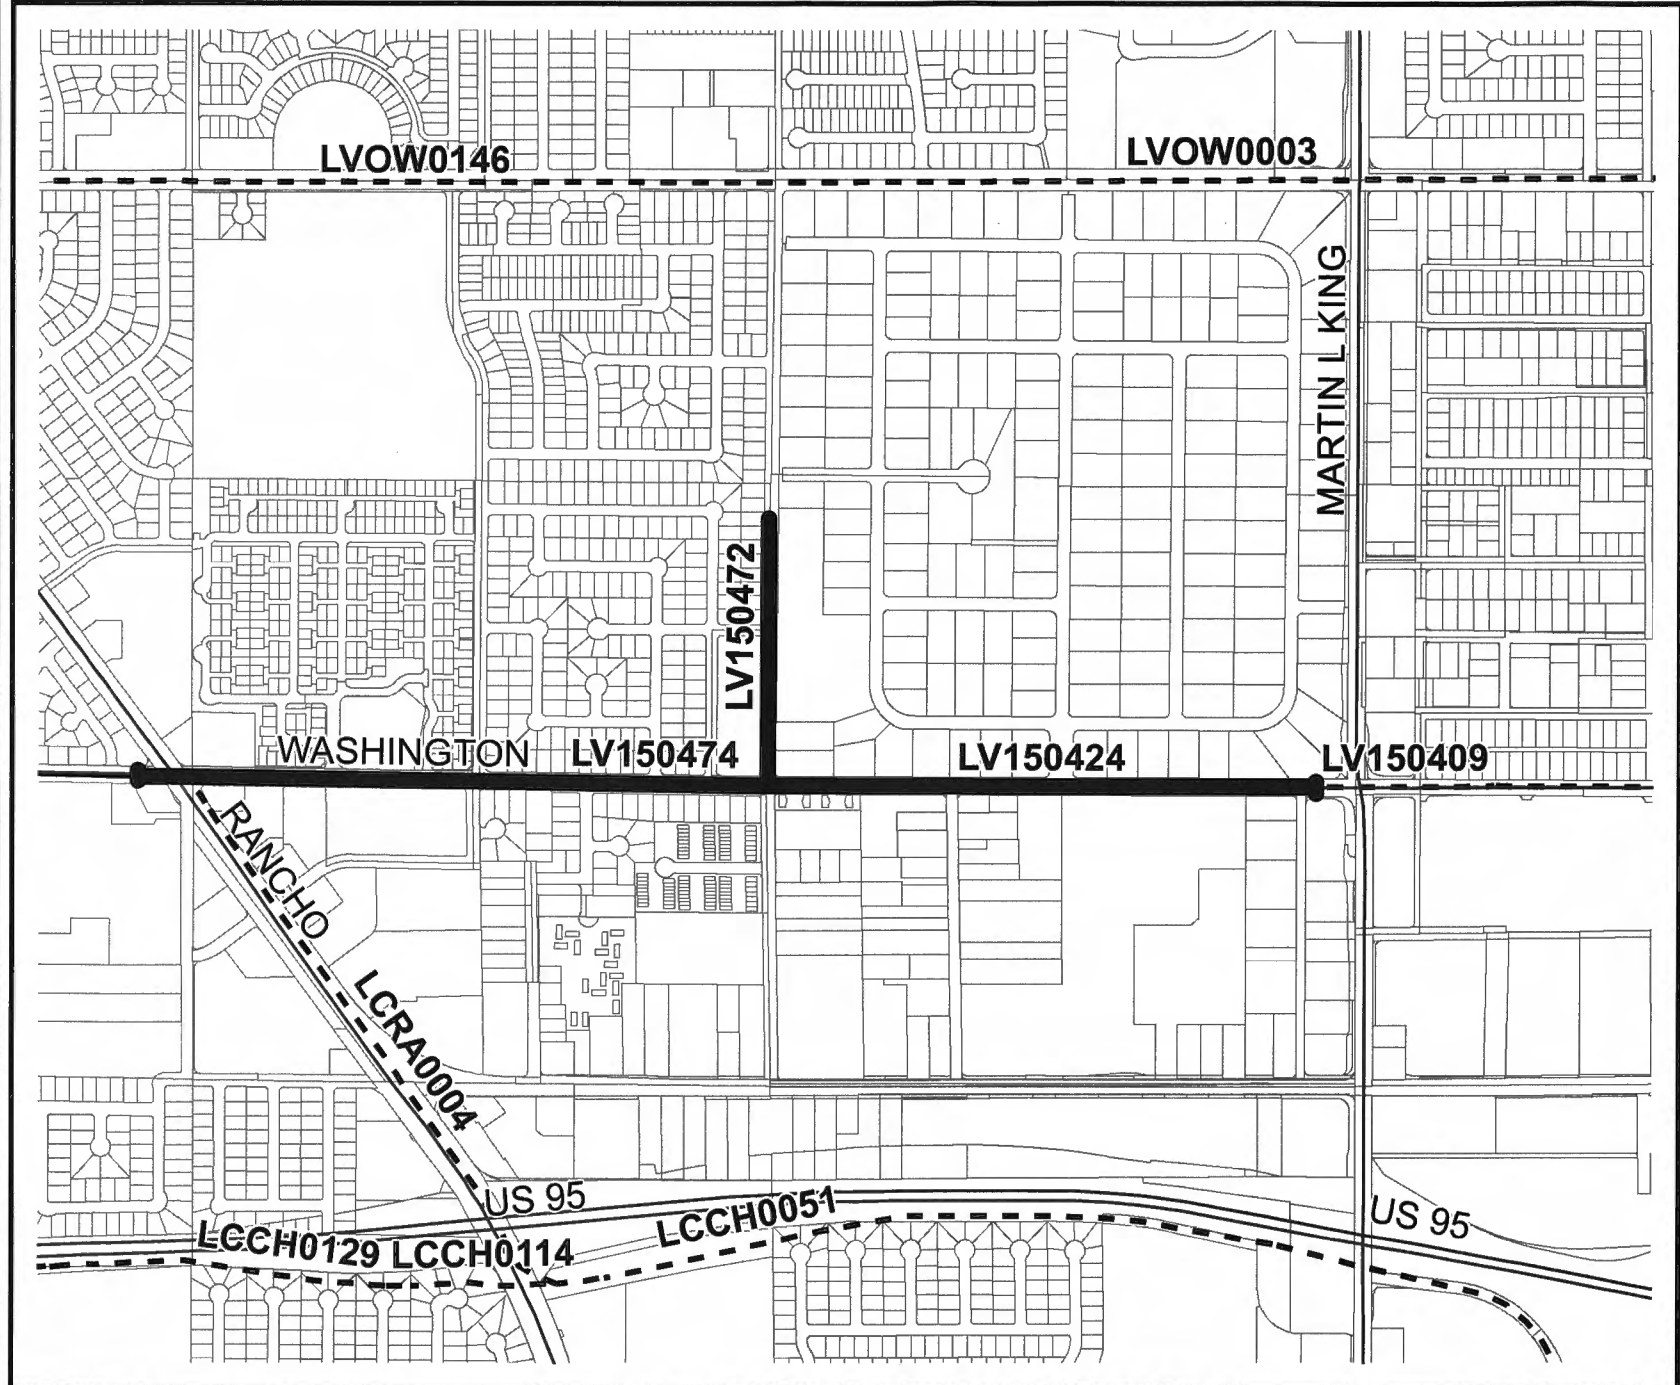 LVOW0146
LVOW0003
MARTIN L KING
LV150472
WASHINGTON
LV150474
LV150424
LV150409
RANCHO
LCRA0004
US 95
LCCH0051
US 95
LCCH0129
LCCH0114